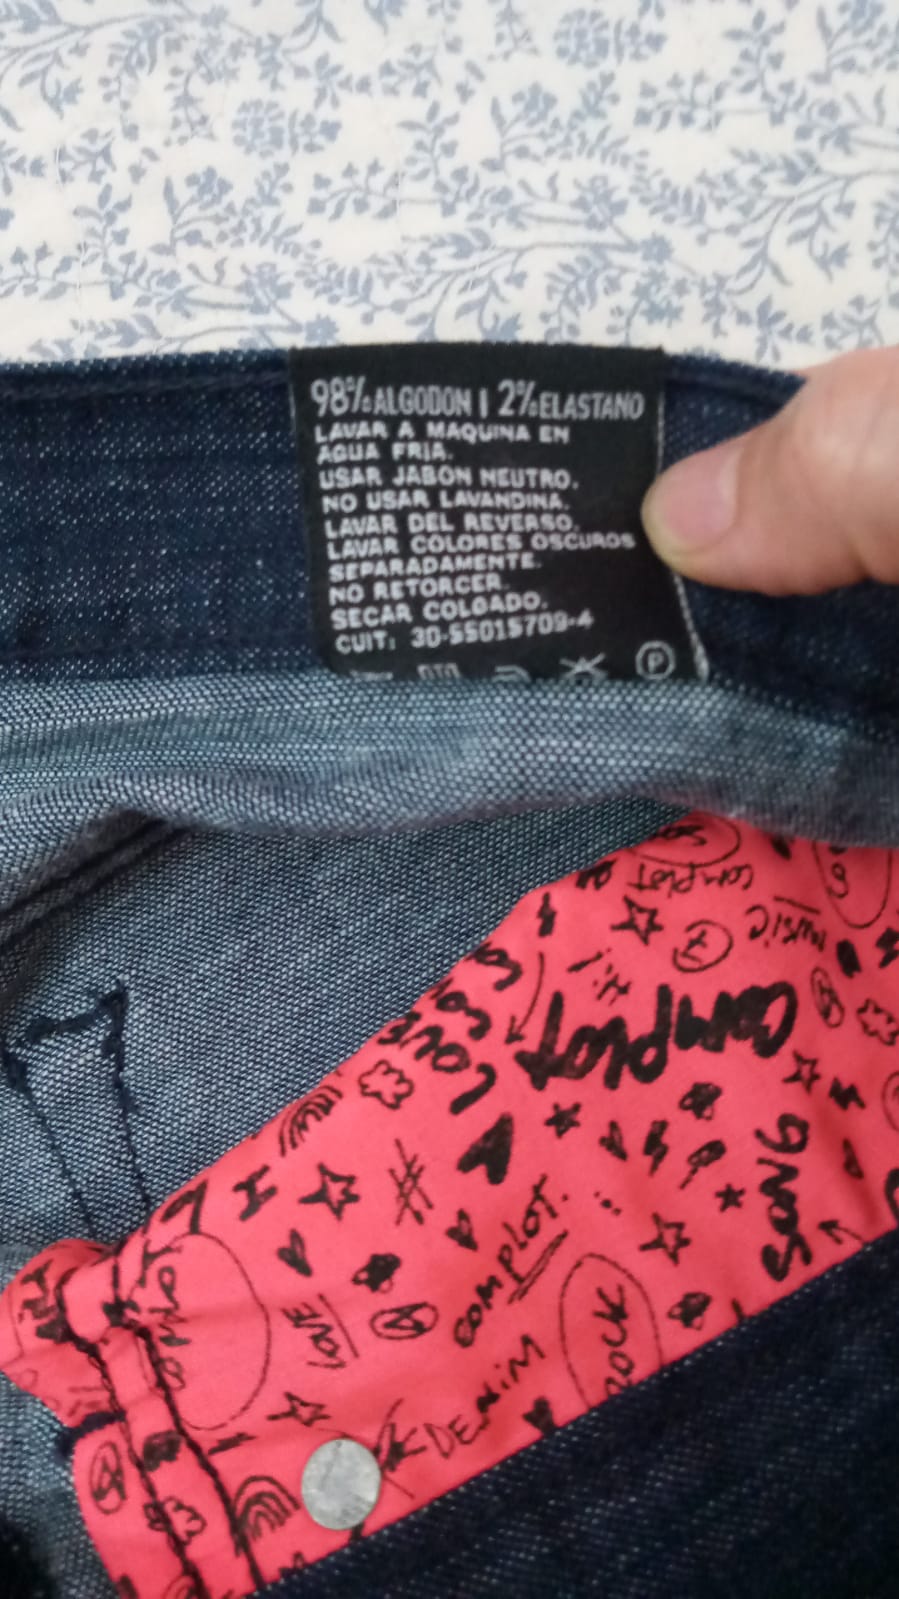 98% ALGODON | 2% ELASTANO
LAVAR A MAQUINA EN
AGUA FRIA.
USAR JABON NEUTRO.
NO USAR LAVANDINA.
LAVAR DEL REVERSO.
LAVAR COLORES OSCUROS
SEPARADAMENTE.
NO RETORCER.
SECAR COLGADO.
CUIT: 30-55015709-4
P
complot
music
Hi!
COMPLOT
LOVE
SONG
COMPLOT.
LOVE
ROCK
DENIM